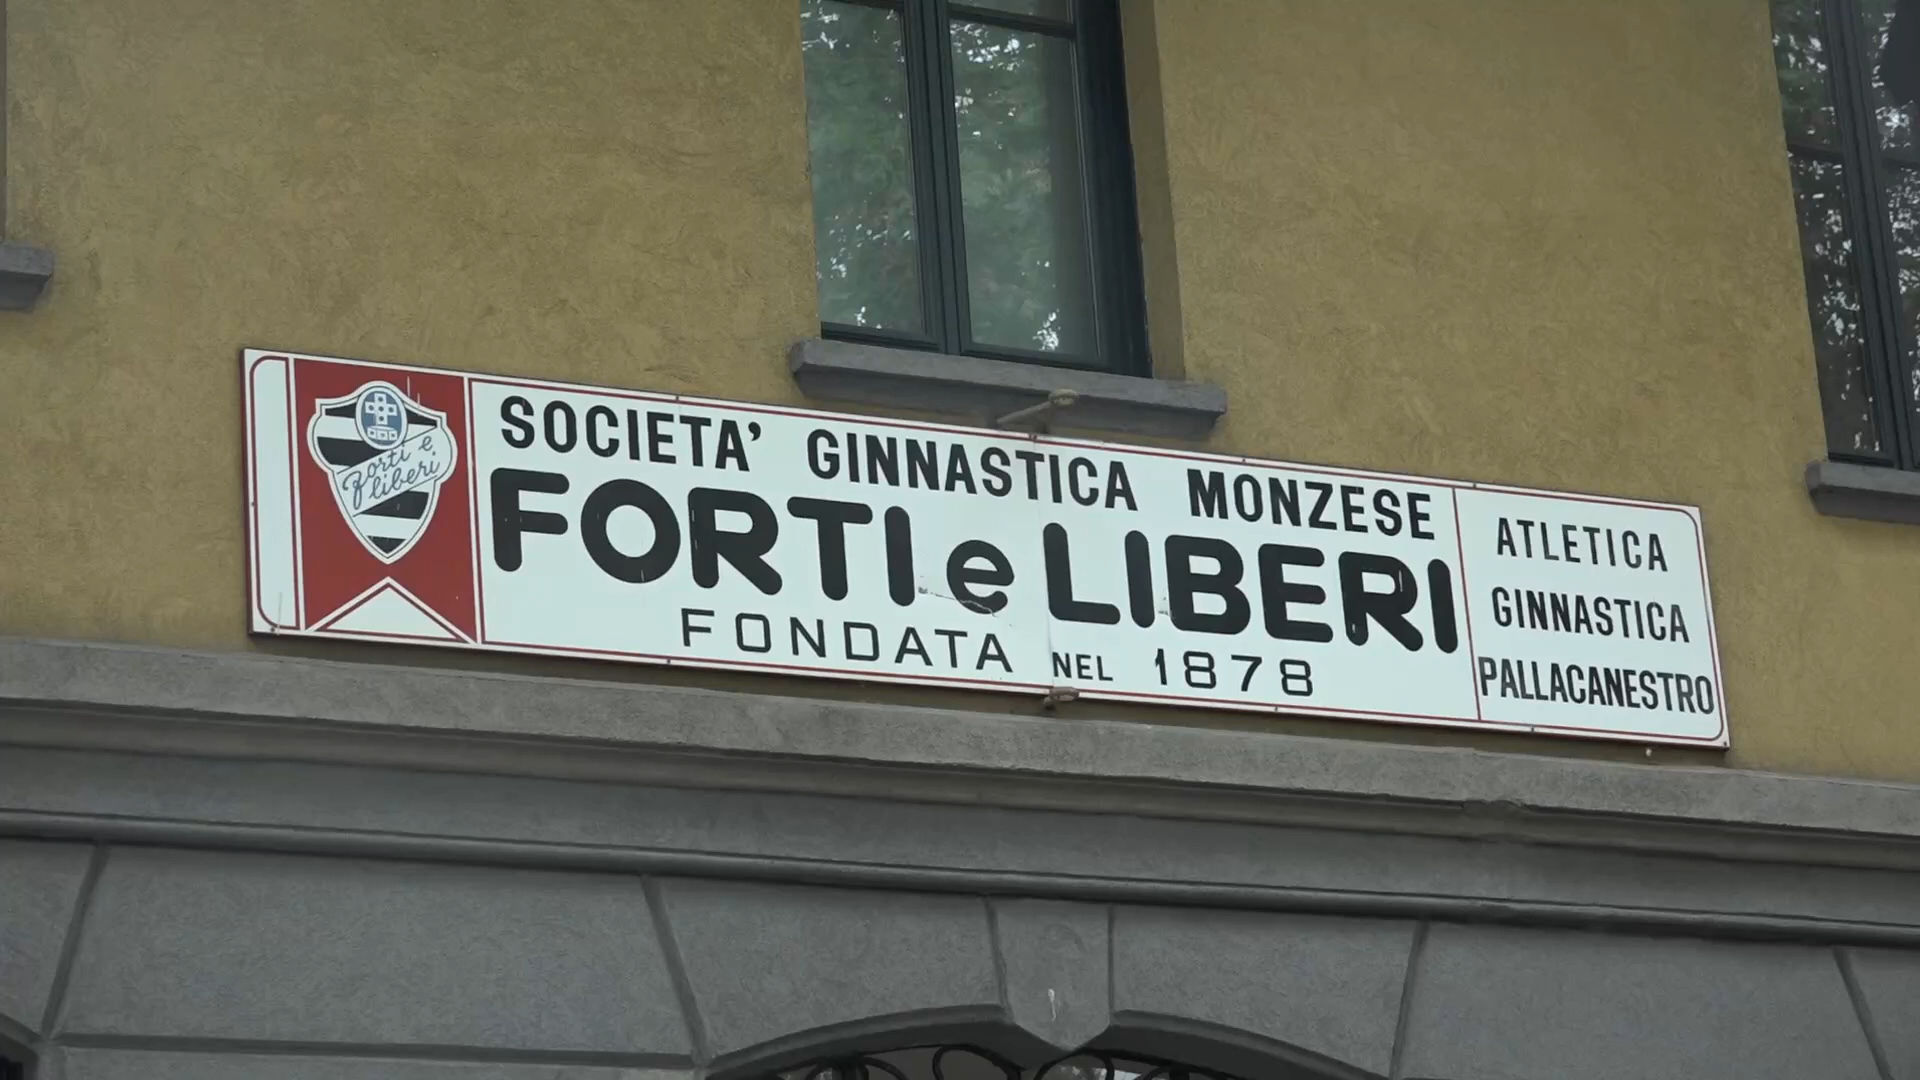 Forti e
liberi
SOCIETA' GINNASTICA MONZESE
FORTI e LIBERI
FONDATA NEL 1878
ATLETICA
GINNASTICA
PALLACANESTRO